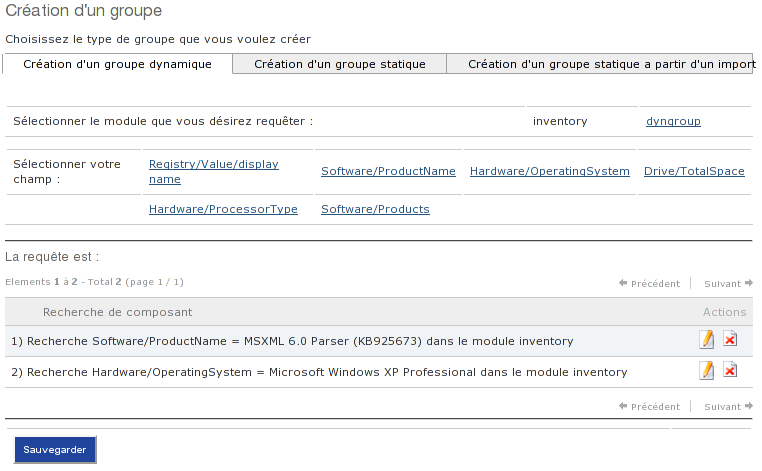 Création d'un groupe
Choisissez le type de groupe que vous voulez créer
Création d'un groupe dynamique Création d'un groupe statique Création d'un groupe statique a partir d'un import
Sélectionner le module que vous désirez requêter : inventory dyngroup
Sélectionner votre champ : Registry/Value/display name Software/ProductName Hardware/OperatingSystem Drive/TotalSpace
Hardware/ProcessorType Software/Products
La requête est :
Elements 1 à 2 - Total 2 (page 1 / 1) Précédent Suivant
Recherche de composant Actions
1) Recherche Software/ProductName = MSXML 6.0 Parser (KB925673) dans le module inventory
2) Recherche Hardware/OperatingSystem = Microsoft Windows XP Professional dans le module inventory
Précédent Suivant
Sauvegarder